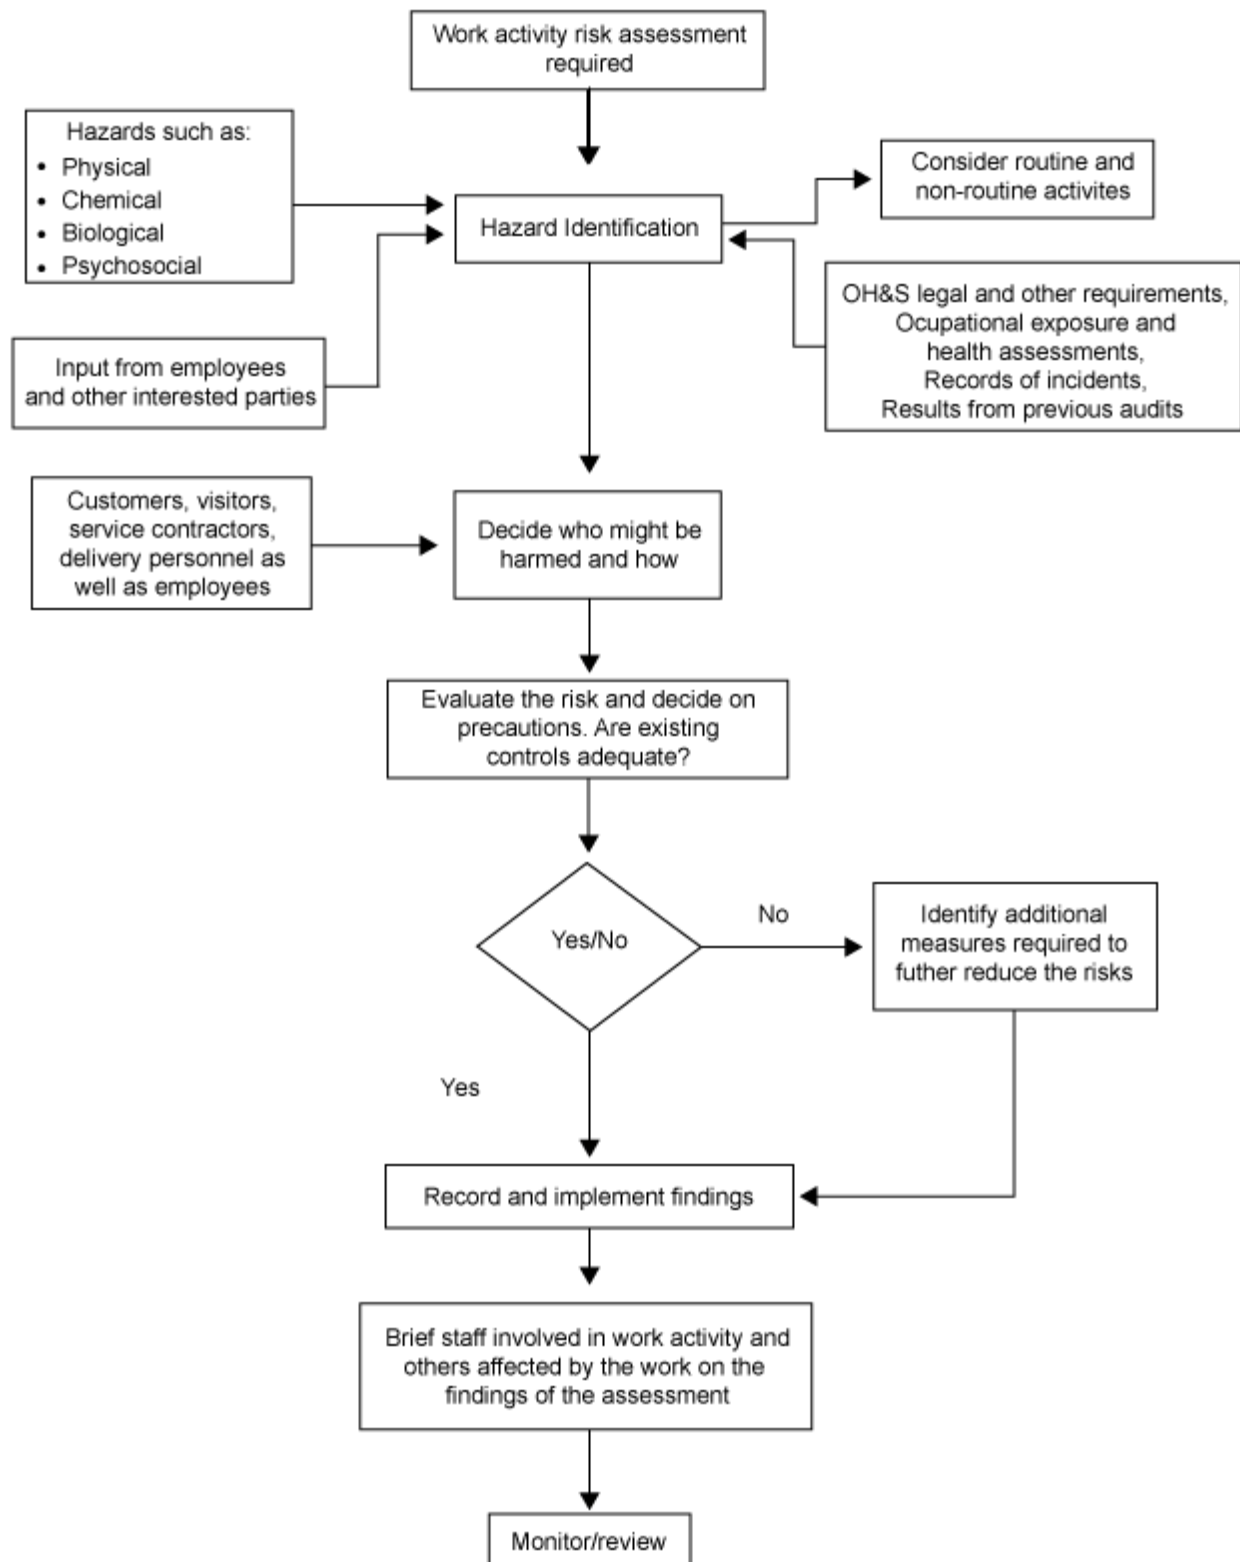 Work activity risk assessment
required
Hazards such as:
• Physical
• Chemical
• Biological
• Psychosocial
Consider routine and
non-routine activites
Hazard Identification
OH&S legal and other requirements,
Ocupational exposure and
health assessments,
Records of incidents,
Results from previous audits
Input from employees
and other interested parties
Customers, visitors,
service contractors,
delivery personnel as
well as employees
Decide who might be
harmed and how
Evaluate the risk and decide on
precautions. Are existing
controls adequate?
Yes/No
No
Identify additional
measures required to
futher reduce the risks
Yes
Record and implement findings
Brief staff involved in work activity and
others affected by the work on the
findings of the assessment
Monitor/review